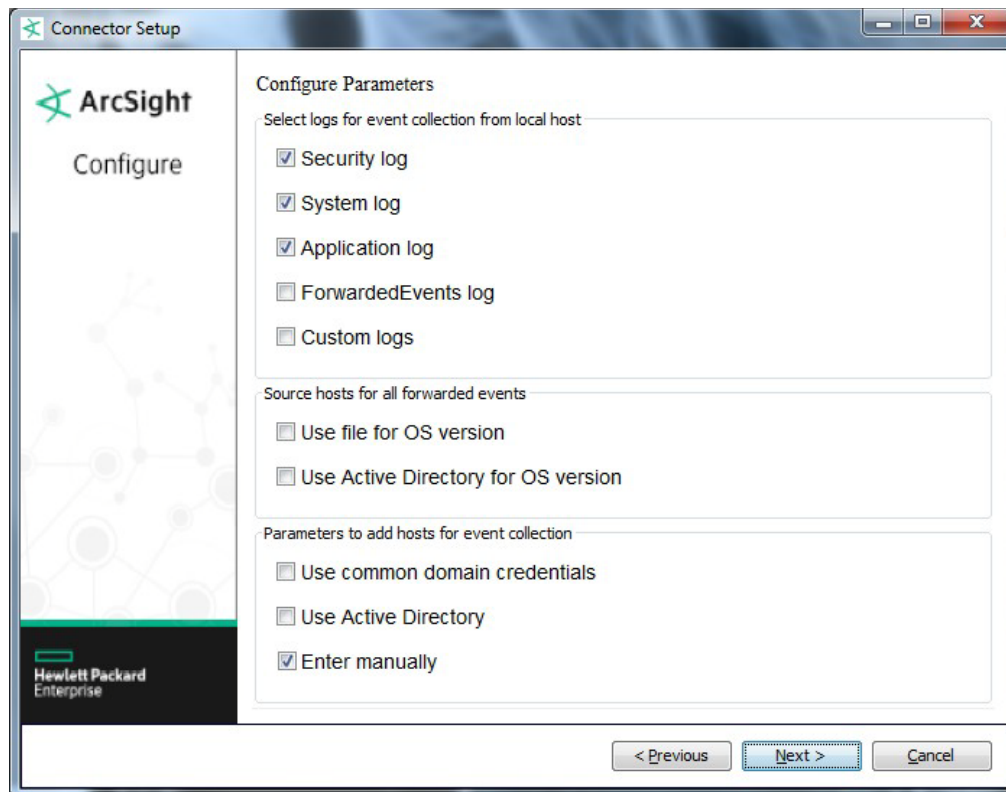 Connector Setup
ArcSight
Configure
Configure Parameters
Select logs for event collection from local host
Security log
System log
Application log
ForwardedEvents log
Custom logs
Source hosts for all forwarded events
Use file for OS version
Use Active Directory for OS version
Parameters to add hosts for event collection
Use common domain credentials
Use Active Directory
Enter manually
Hewlett Packard
Enterprise
< Previous
Next >
Cancel